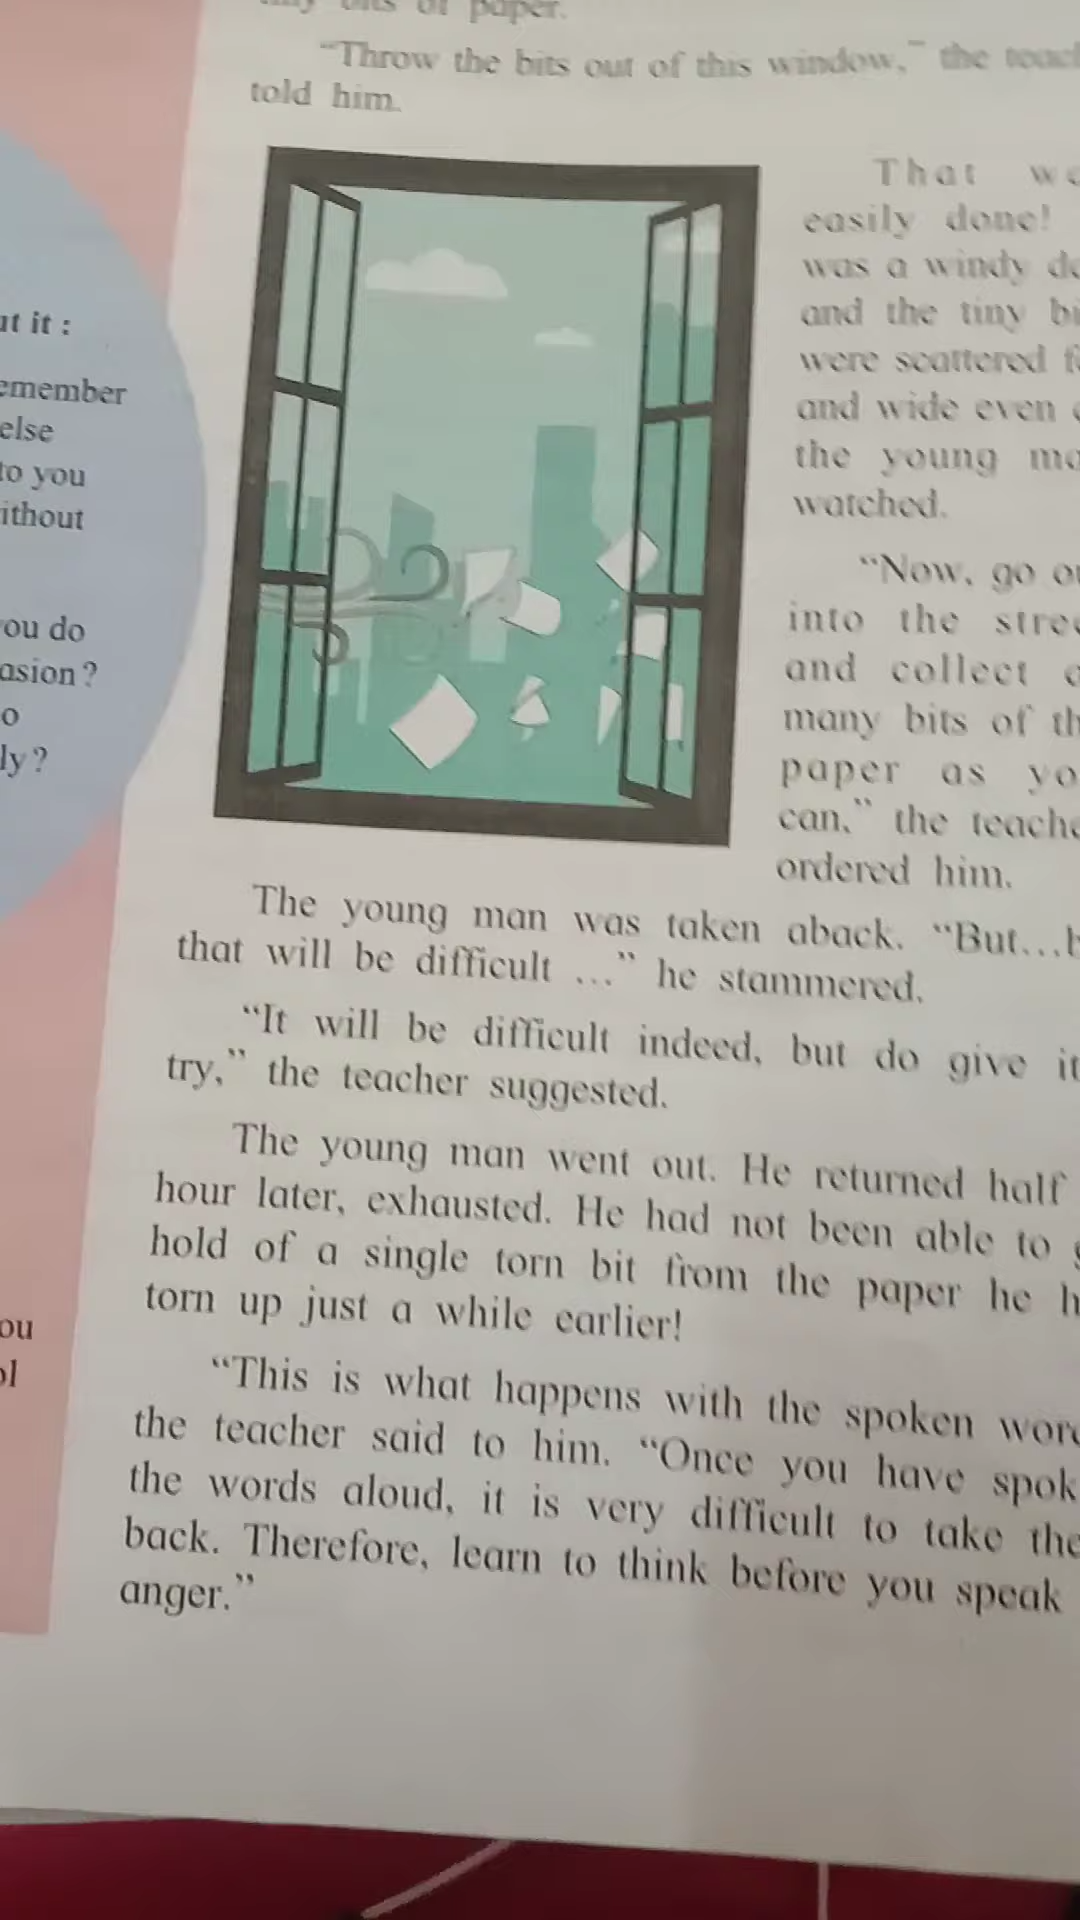 bits of paper.
"Throw the bits out of this window," the
told him.
That
easily done!
was a windy
and the tiny
were scattered
and wide even
the young
watched.
"Now, go
into the
and collect
many bits of
paper as
can," the
ordered him.
The young man was taken aback. "But...
that will be difficult ..." he stammered.
"It will be difficult indeed, but do give it
try," the teacher suggested.
The young man went out. He returned half
hour later, exhausted. He had not been able to
hold of a single torn bit from the paper he
torn up just a while earlier!
"This is what happens with the spoken
the teacher said to him. "Once you have
the words aloud, it is very difficult to take
back. Therefore, learn to think before you speak
anger."
it :
else
to you
you do